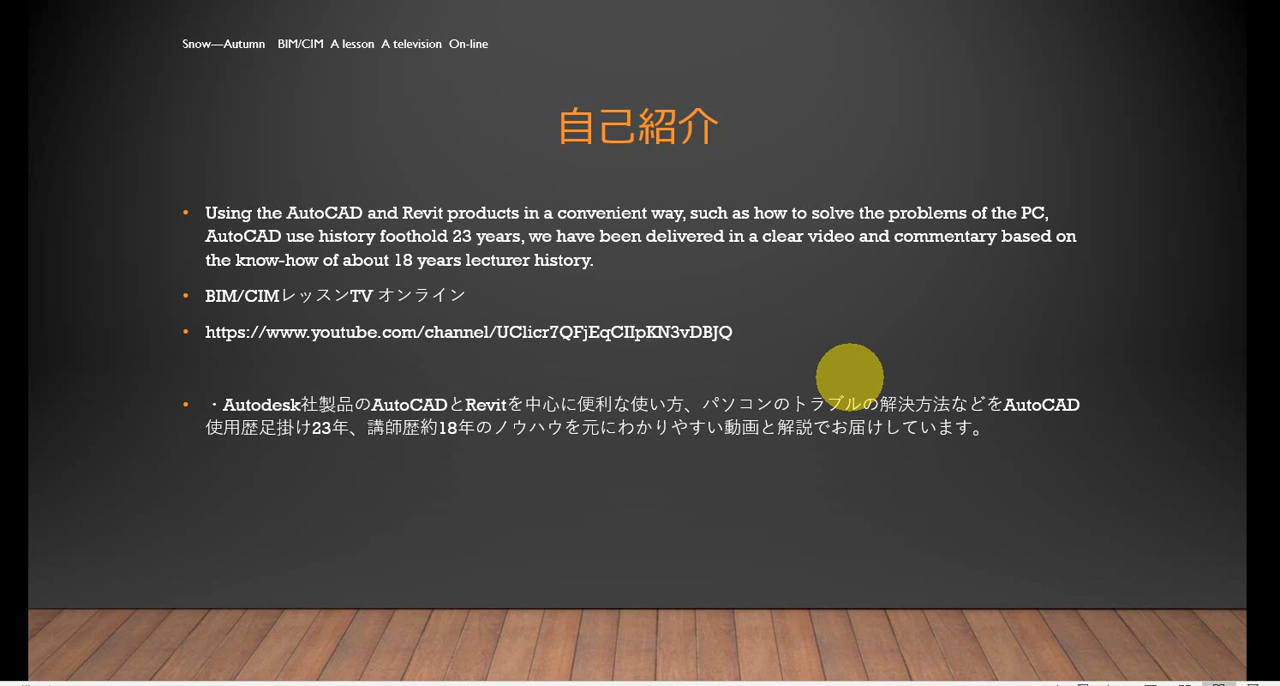 Snow—Autumn BIM/CIM A lesson A television On-line
自己紹介
• Using the AutoCAD and Revit products in a convenient way, such as how to solve the problems of the PC,
AutoCAD use history foothold 23 years, we have been delivered in a clear video and commentary based on
the know-how of about 18 years lecturer history.
• BIM/CIMレッスンTV オンライン
• https://www.youtube.com/channel/UClicr7QFjEqCIIpKN3vDBJQ
• ・Autodesk社製品のAutoCADとRevitを中心に便利な使い方、パソコンのトラブルの解決方法などをAutoCAD
使用歴足掛け23年、講師歴約18年のノウハウを元にわかりやすい動画と解説でお届けしています。